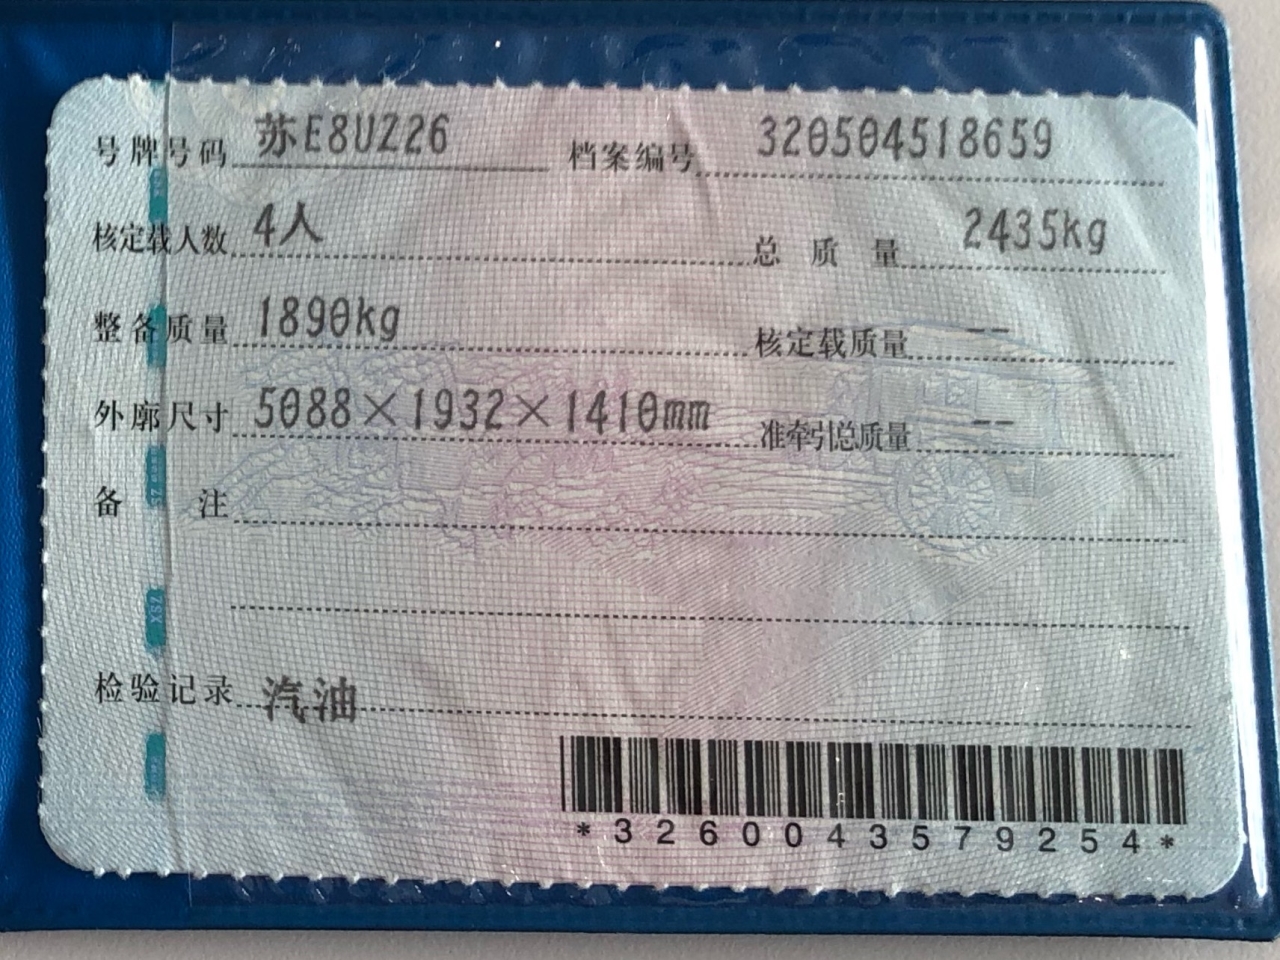 号牌号码 苏E8UZ26 档案编号 320504518659
核定载人数 4人 总质量 2435kg
整备质量 1890kg 核定载质量 --
外廓尺寸 5088×1932×1410mm 准牵引总质量 --
备注
检验记录 汽油
*3260043579254*